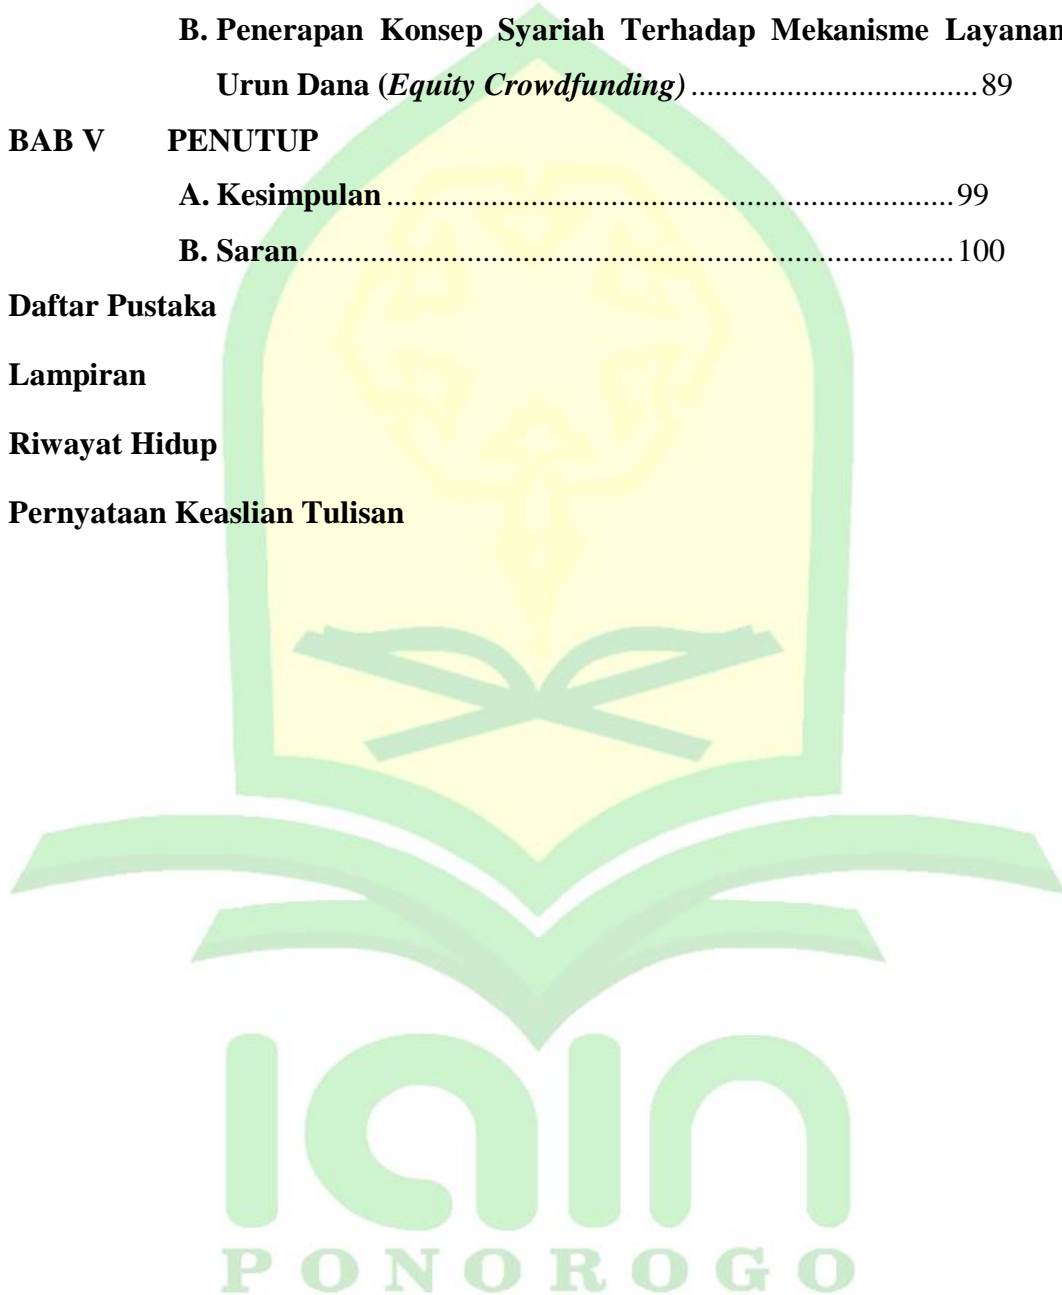 B. Penerapan Konsep Syariah Terhadap Mekanisme Layanan
Urun Dana (Equity Crowdfunding) .................................... 89
BAB V PENUTUP
A. Kesimpulan ....................................................................... 99
B. Saran.................................................................................. 100
Daftar Pustaka
Lampiran
Riwayat Hidup
Pernyataan Keaslian Tulisan
iain
PONOROGO